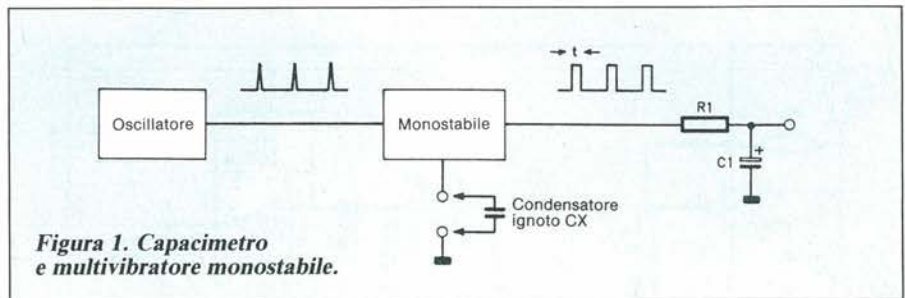 t
R1
Oscillatore
Monostabile
+
C1
Condensatore
ignoto CX
Figura 1. Capacimetro
e multivibratore monostabile.